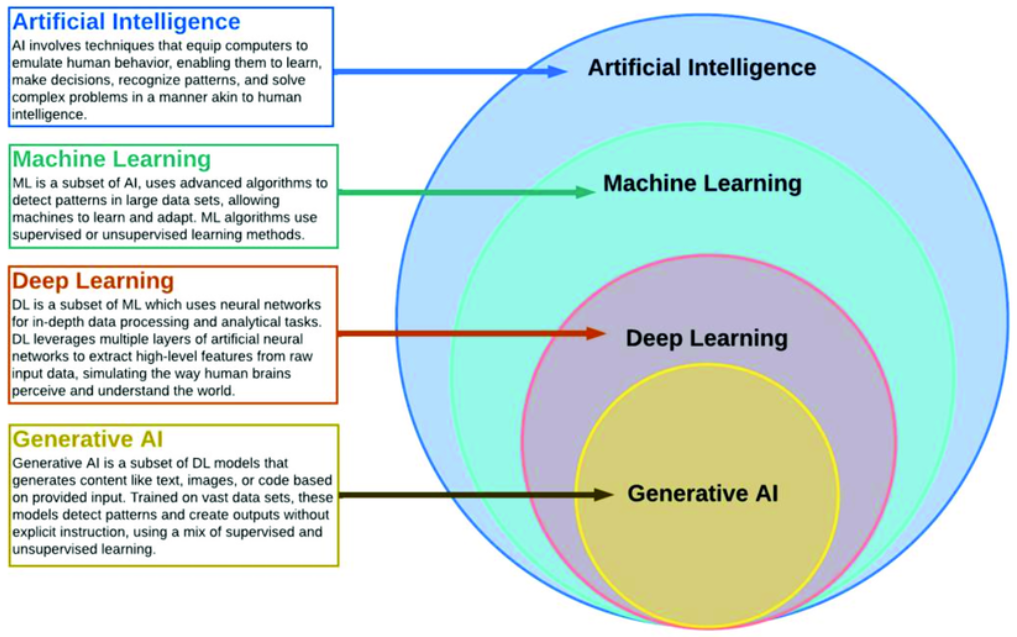 Artificial Intelligence
AI involves techniques that equip computers to
emulate human behavior, enabling them to learn,
make decisions, recognize patterns, and solve
complex problems in a manner akin to human
intelligence.
Machine Learning
ML is a subset of AI, uses advanced algorithms to
detect patterns in large data sets, allowing
machines to learn and adapt. ML algorithms use
supervised or unsupervised learning methods.
Deep Learning
DL is a subset of ML which uses neural networks
for in-depth data processing and analytical tasks.
DL leverages multiple layers of artificial neural
networks to extract high-level features from raw
input data, simulating the way human brains
perceive and understand the world.
Generative AI
Generative AI is a subset of DL models that
generates content like text, images, or code based
on provided input. Trained on vast data sets, these
models detect patterns and create outputs without
explicit instruction, using a mix of supervised and
unsupervised learning.
Artificial Intelligence
Machine Learning
Deep Learning
Generative AI